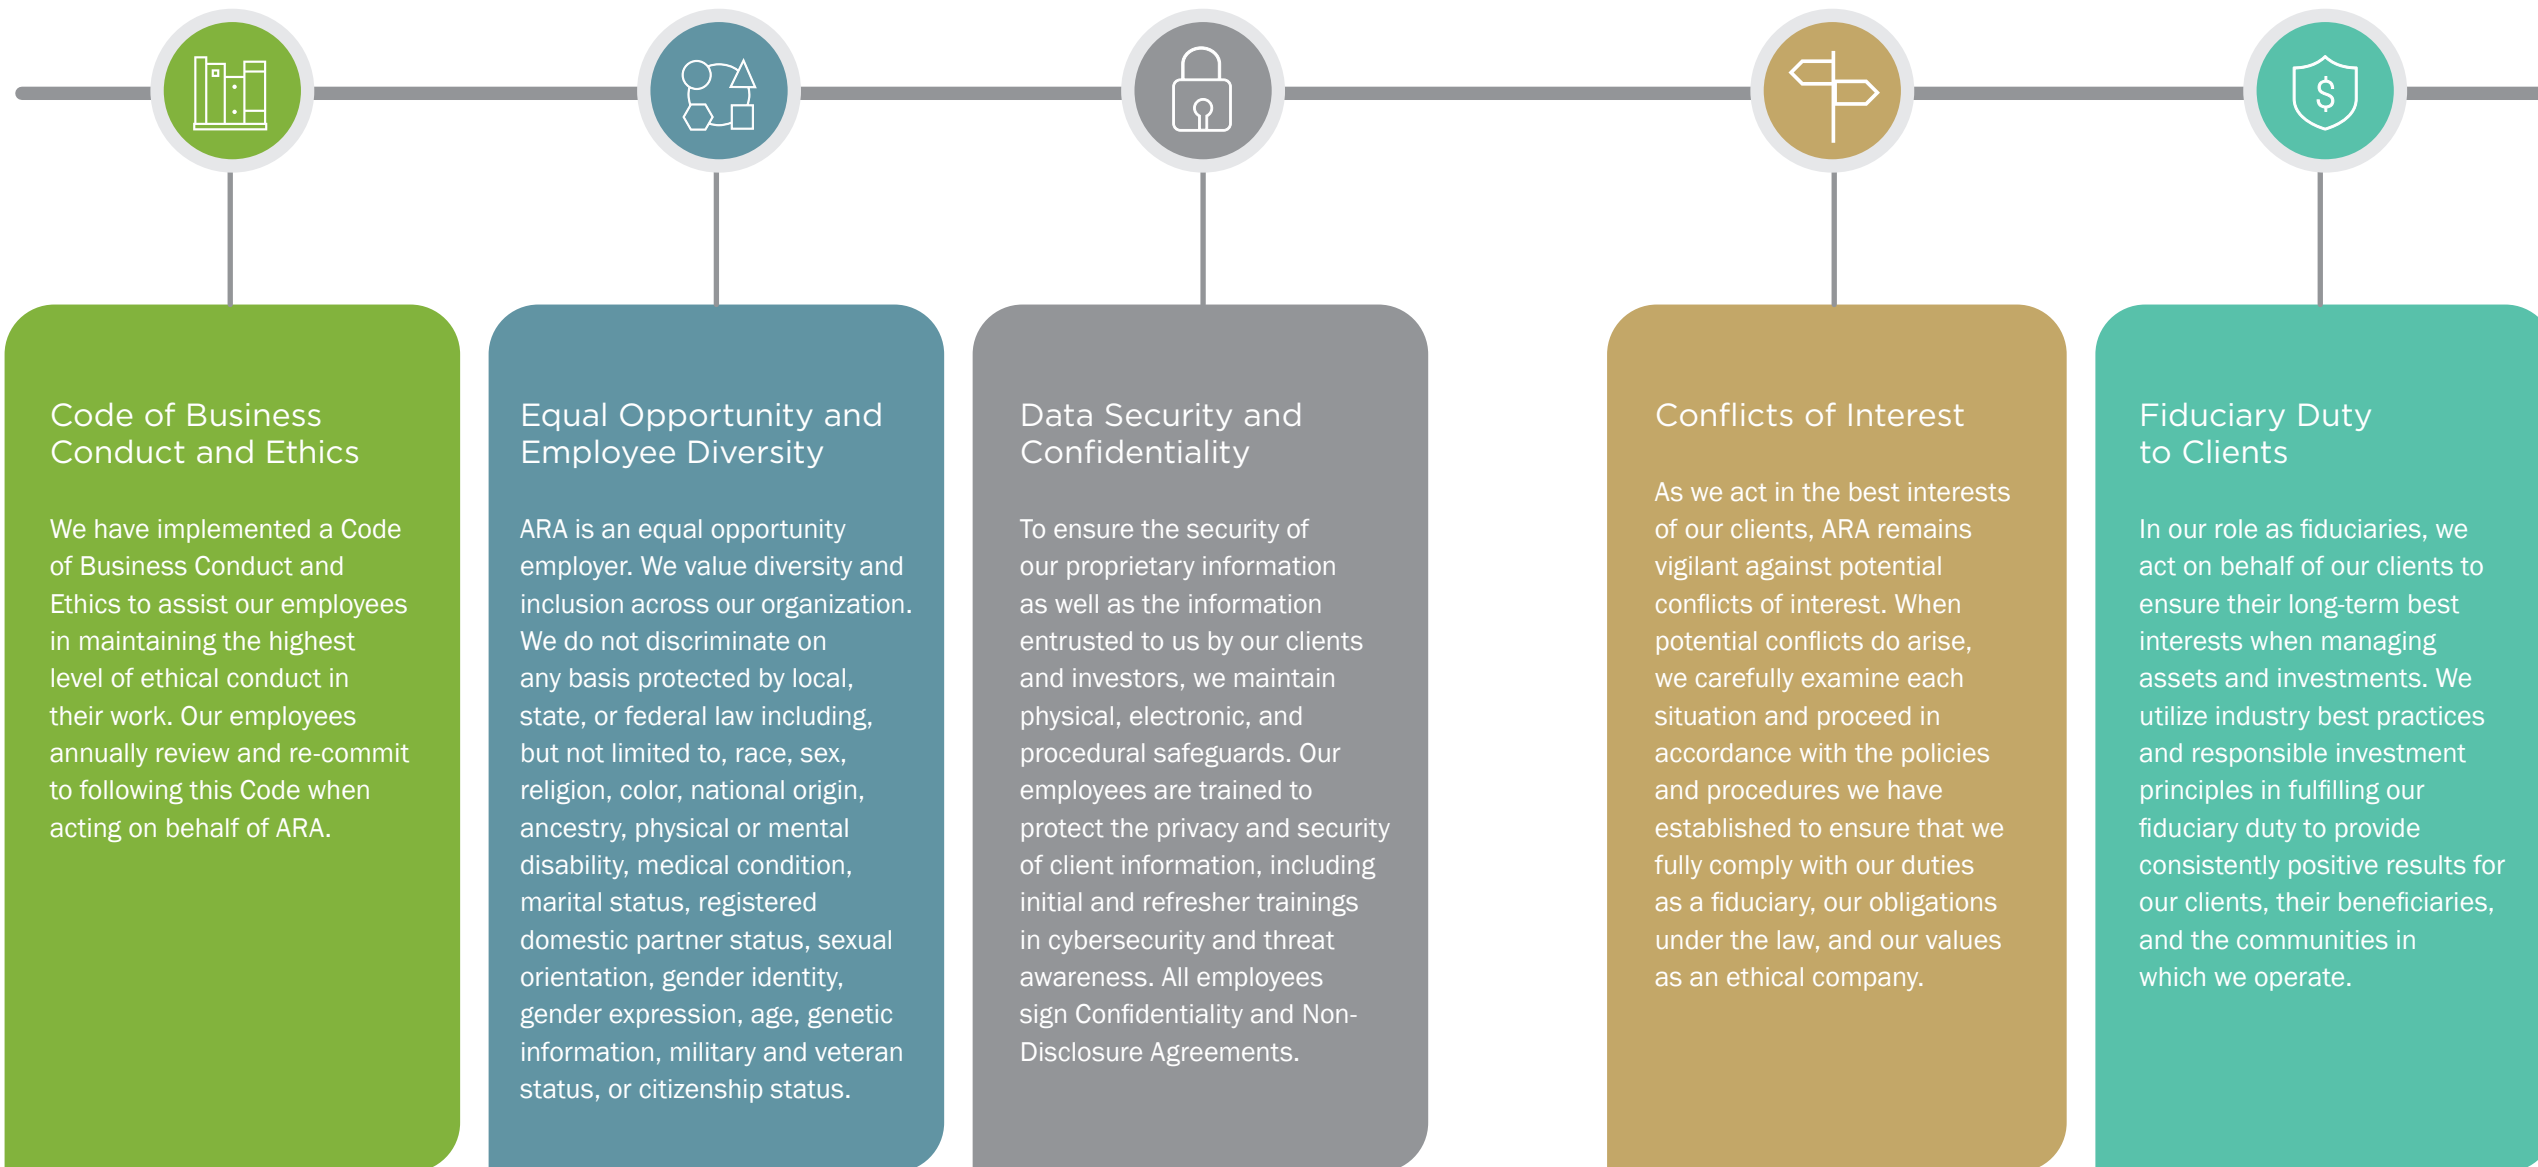 Code of Business
Conduct and Ethics
We have implemented a Code
of Business Conduct and
Ethics to assist our employees
in maintaining the highest
level of ethical conduct in
their work. Our employees
annually review and re-commit
to following this Code when
acting on behalf of ARA.
Equal Opportunity and
Employee Diversity
ARA is an equal opportunity
employer. We value diversity and
inclusion across our organization.
We do not discriminate on
any basis protected by local,
state, or federal law including,
but not limited to, race, sex,
religion, color, national origin,
ancestry, physical or mental
disability, medical condition,
marital status, registered
domestic partner status, sexual
orientation, gender identity,
gender expression, age, genetic
information, military and veteran
status, or citizenship status.
Data Security and
Confidentiality
To ensure the security of
our proprietary information
as well as the information
entrusted to us by our clients
and investors, we maintain
physical, electronic, and
procedural safeguards. Our
employees are trained to
protect the privacy and security
of client information, including
initial and refresher trainings
in cybersecurity and threat
awareness. All employees
sign Confidentiality and Non-
Disclosure Agreements.
Conflicts of Interest
As we act in the best interests
of our clients, ARA remains
vigilant against potential
conflicts of interest. When
potential conflicts do arise,
we carefully examine each
situation and proceed in
accordance with the policies
and procedures we have
established to ensure that we
fully comply with our duties
as a fiduciary, our obligations
under the law, and our values
as an ethical company.
$
Fiduciary Duty
to Clients
In our role as fiduciaries, we
act on behalf of our clients to
ensure their long-term best
interests when managing
assets and investments. We
utilize industry best practices
and responsible investment
principles in fulfilling our
fiduciary duty to provide
consistently positive results for
our clients, their beneficiaries,
and the communities in
which we operate.